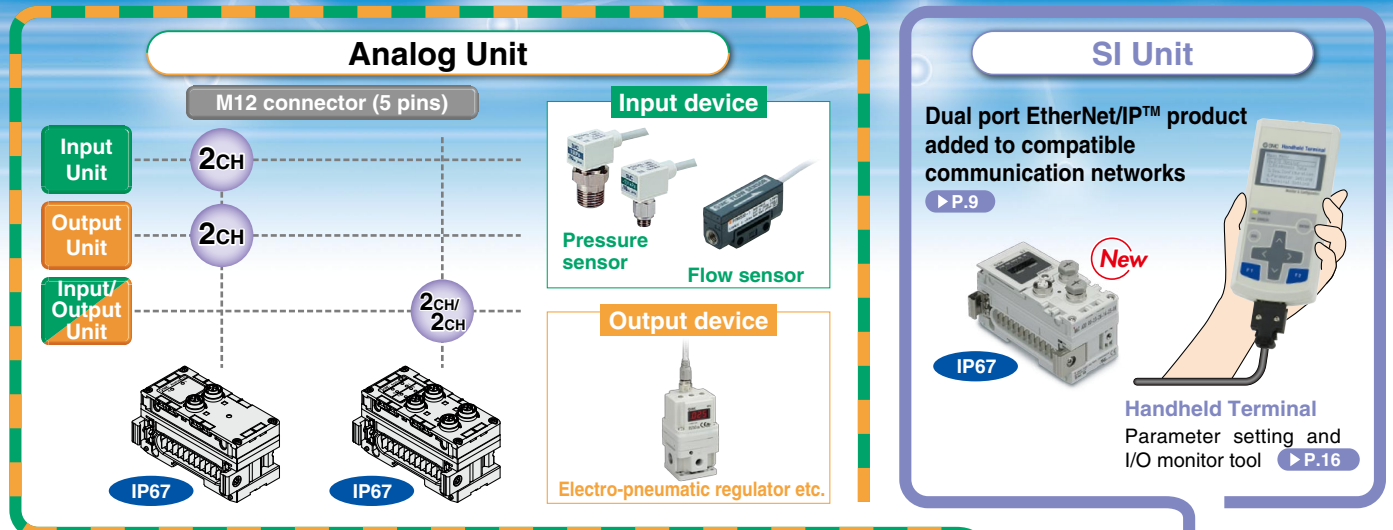 Analog Unit
M12 connector (5 pins)
Input
Unit
2CH
Output
Unit
2CH
Input/
Output
Unit
2CH/
2CH
IP67
IP67
Input device
Pressure
sensor
Flow sensor
Output device
Electro-pneumatic regulator etc.
SI Unit
Dual port EtherNet/IP™ product
added to compatible
communication networks
▶P.9
New
IP67
SMC Handheld Terminal
Handheld Terminal
Parameter setting and
I/O monitor tool ▶P.16